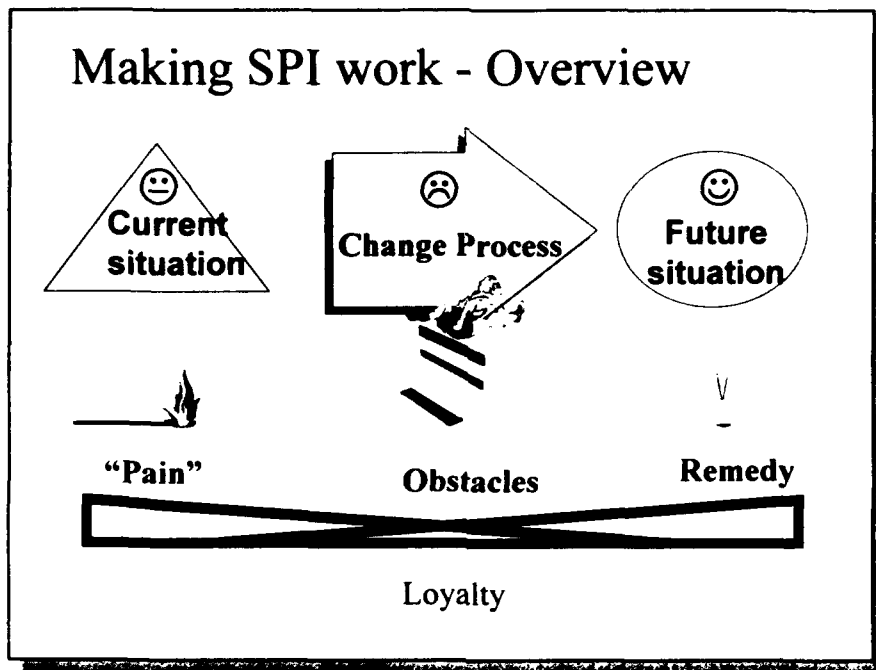 Making SPI work - Overview
Current
situation
Change Process
Future
situation
“Pain”
Obstacles
Remedy
Loyalty